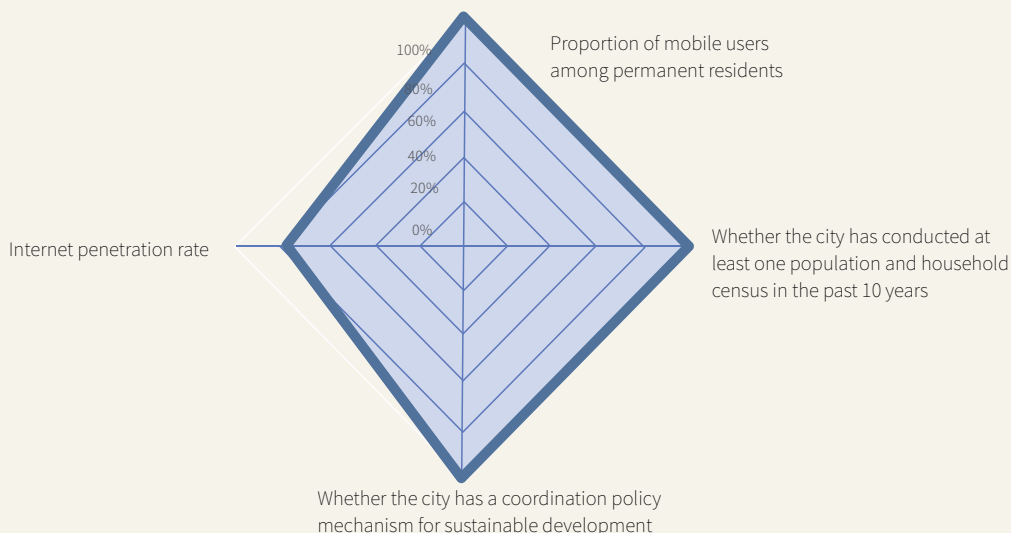 Proportion of mobile users
among permanent residents
100%
80%
60%
40%
20%
0%
Internet penetration rate
Whether the city has conducted at
least one population and household
census in the past 10 years
Whether the city has a coordination policy
mechanism for sustainable development